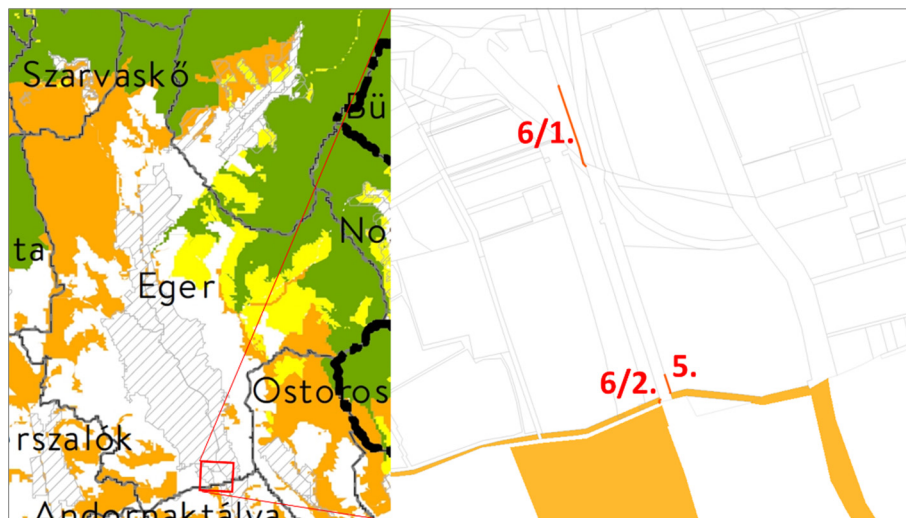 Szarvaskő
Bü
ta
No
Eger
Ostoros
rszalók
Andornaktálya
6/1.
6/2.
5.